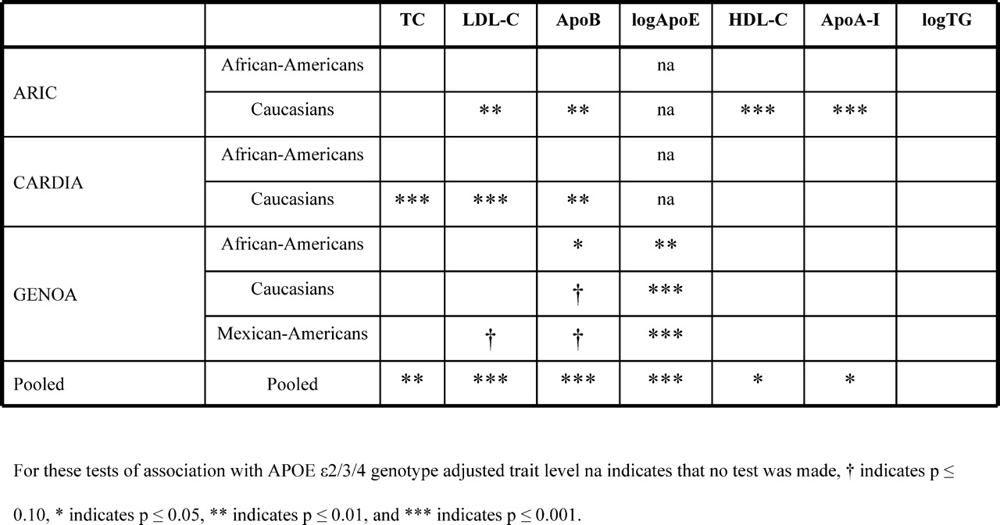 TC LDL-C ApoB logApoE HDL-C ApoA-I logTG
ARIC
African-Americans na
Caucasians ** ** na *** ***
CARDIA
African-Americans na
Caucasians *** *** ** na
GENOA
African-Americans * **
Caucasians † ***
Mexican-Americans † † ***
Pooled Pooled ** *** *** *** * *
For these tests of association with APOE ε2/3/4 genotype adjusted trait level na indicates that no test was made, † indicates p ≤
0.10, * indicates p ≤ 0.05, ** indicates p ≤ 0.01, and *** indicates p ≤ 0.001.